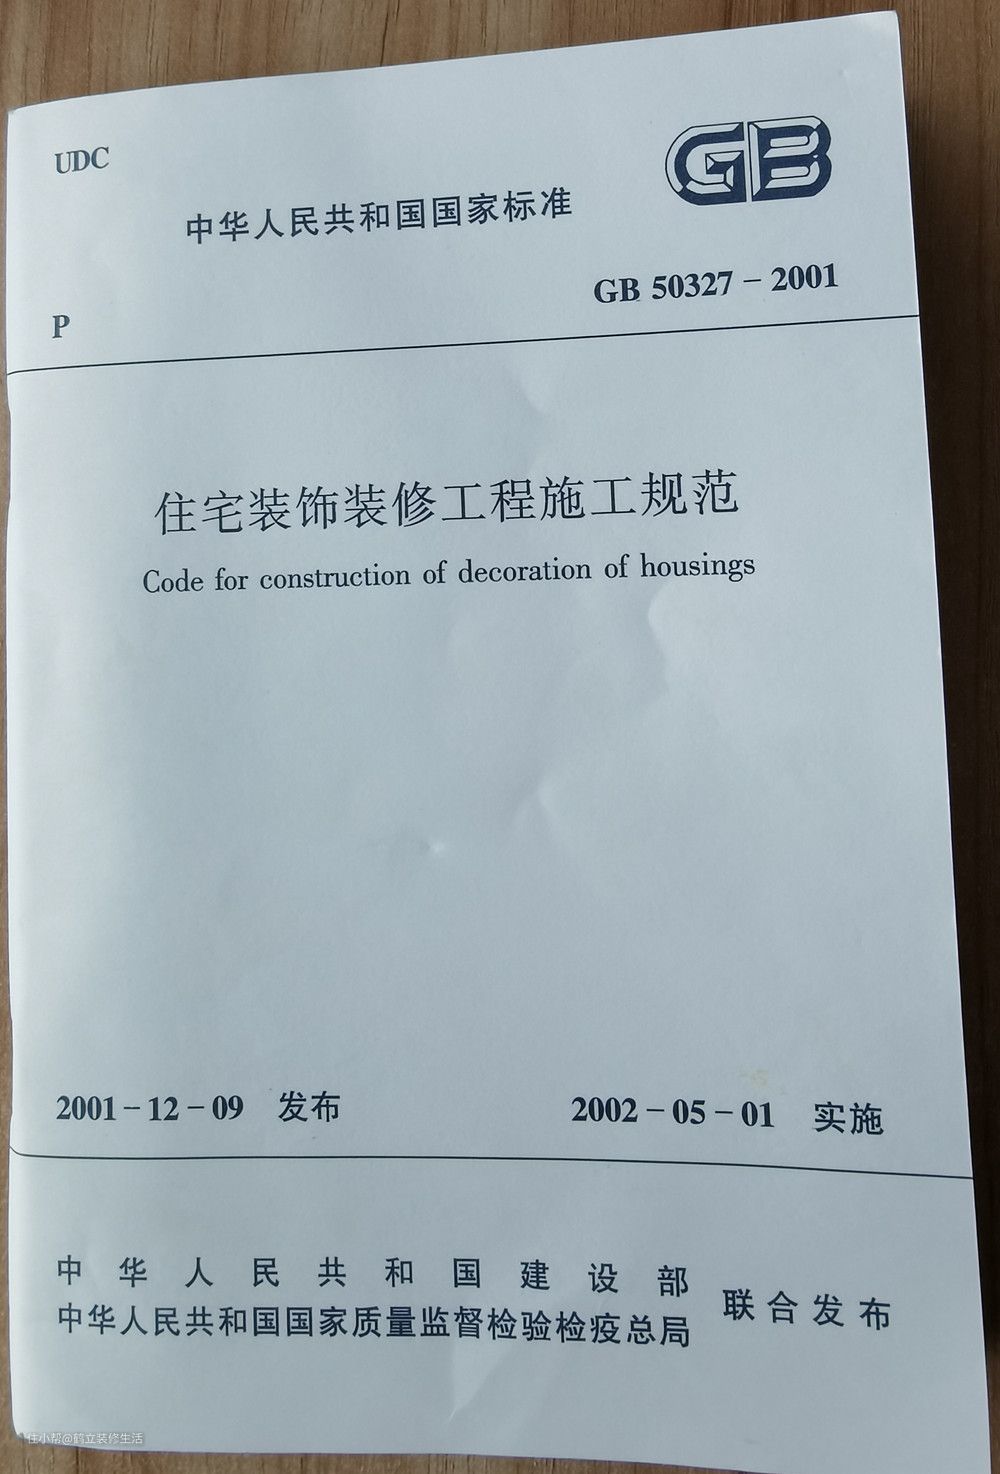 UDC
GB
中华人民共和国国家标准
GB 50327－2001
P
住宅装饰装修工程施工规范
Code for construction of decoration of housings
2001－12－09 发布
2002－05－01 实施
中华人民共和国建设部
中华人民共和国国家质量监督检验检疫总局
联合发布
住小帮@鹤立装修生活